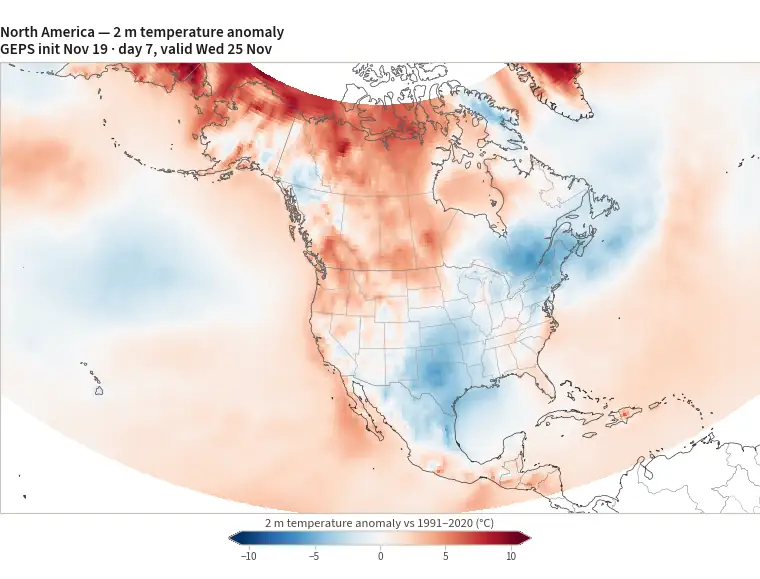 North America — 2 m temperature anomaly
GEPS init Nov 19 · day 7, valid Wed 25 Nov
2 m temperature anomaly vs 1991–2020 (°C)
−10 −5 0 5 10